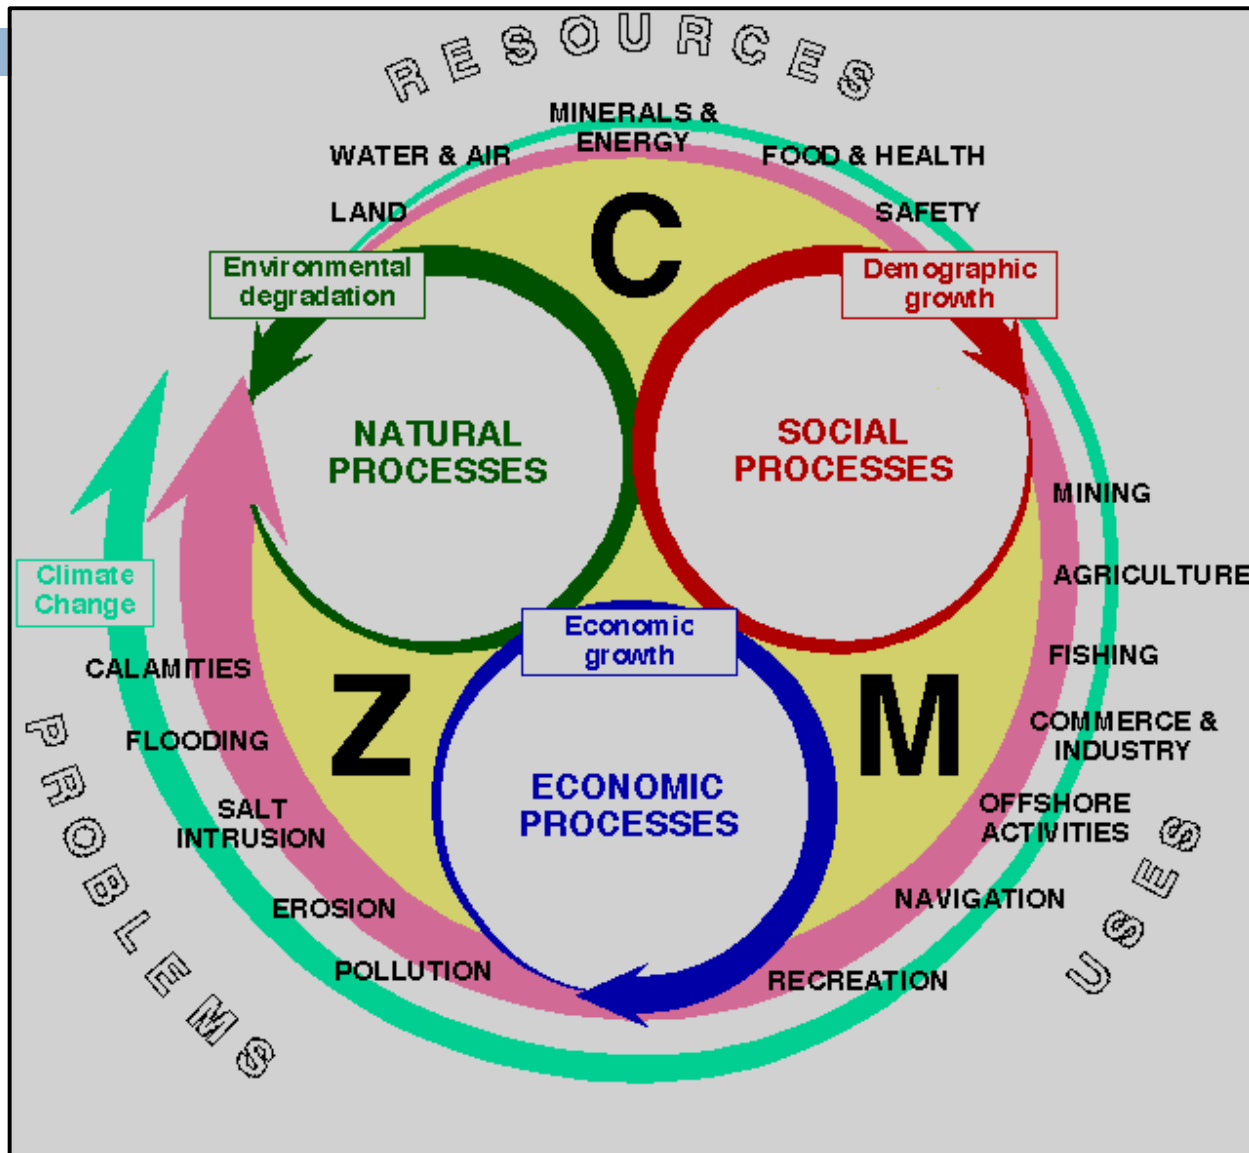 RESOURCES
MINERALS &
ENERGY
WATER & AIR
FOOD & HEALTH
LAND
SAFETY
C
Environmental
degradation
Demographic
growth
NATURAL
PROCESSES
SOCIAL
PROCESSES
MINING
AGRICULTURE
FISHING
COMMERCE &
INDUSTRY
OFFSHORE
ACTIVITIES
NAVIGATION
RECREATION
USES
Climate
Change
Economic
growth
Z
M
ECONOMIC
PROCESSES
CALAMITIES
FLOODING
SALT
INTRUSION
EROSION
POLLUTION
PROBLEMS